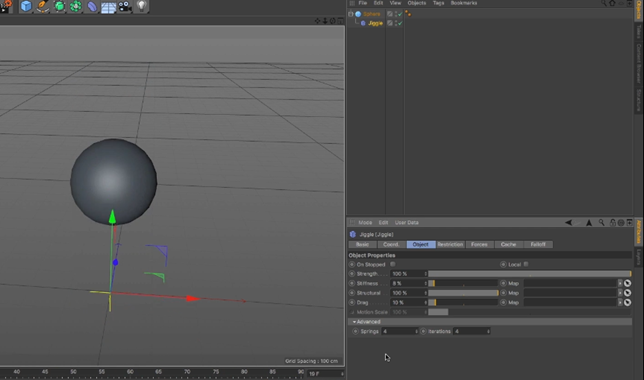 File Edit View Objects Tags Bookmarks
Sphere
Jiggle
Grid Spacing : 100 cm
40 45 50 55 60 65 70 75 80 85 90
19 F
Mode Edit User Data
Jiggle [Jiggle]
Basic Coord. Object Restriction Forces Cache Falloff
Object Properties
On Stopped Local
Strength 100 %
Stiffness 8 % Map
Structural 100 % Map
Drag 10 % Map
Motion Scale 100 %
Advanced
Springs 4 Iterations 4